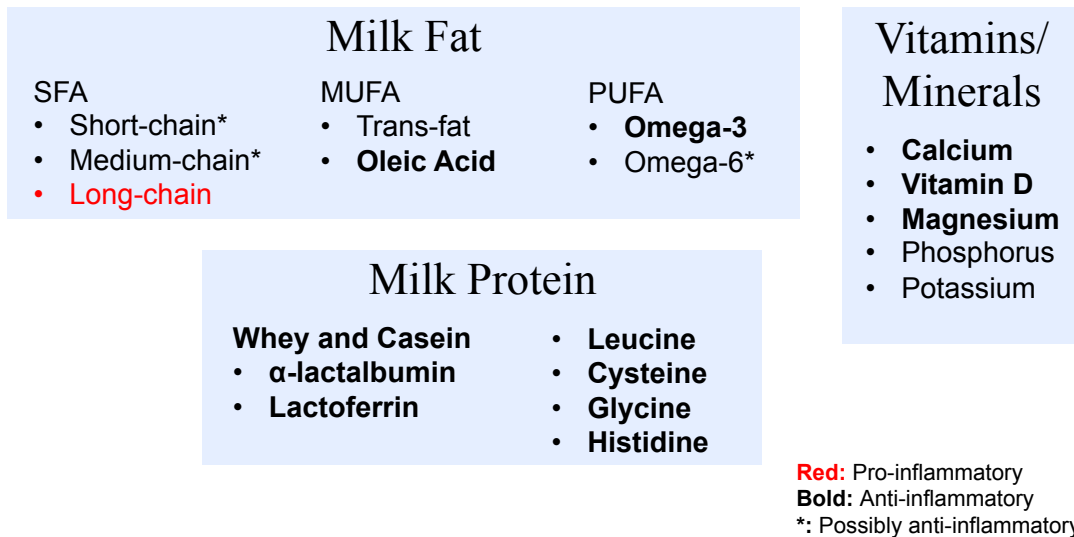 Milk Fat
SFA
• Short-chain*
• Medium-chain*
• Long-chain
MUFA
• Trans-fat
• Oleic Acid
PUFA
• Omega-3
• Omega-6*
Vitamins/
Minerals
• Calcium
• Vitamin D
• Magnesium
• Phosphorus
• Potassium
Milk Protein
Whey and Casein
• α-lactalbumin
• Lactoferrin
• Leucine
• Cysteine
• Glycine
• Histidine
Red: Pro-inflammatory
Bold: Anti-inflammatory
*: Possibly anti-inflammatory